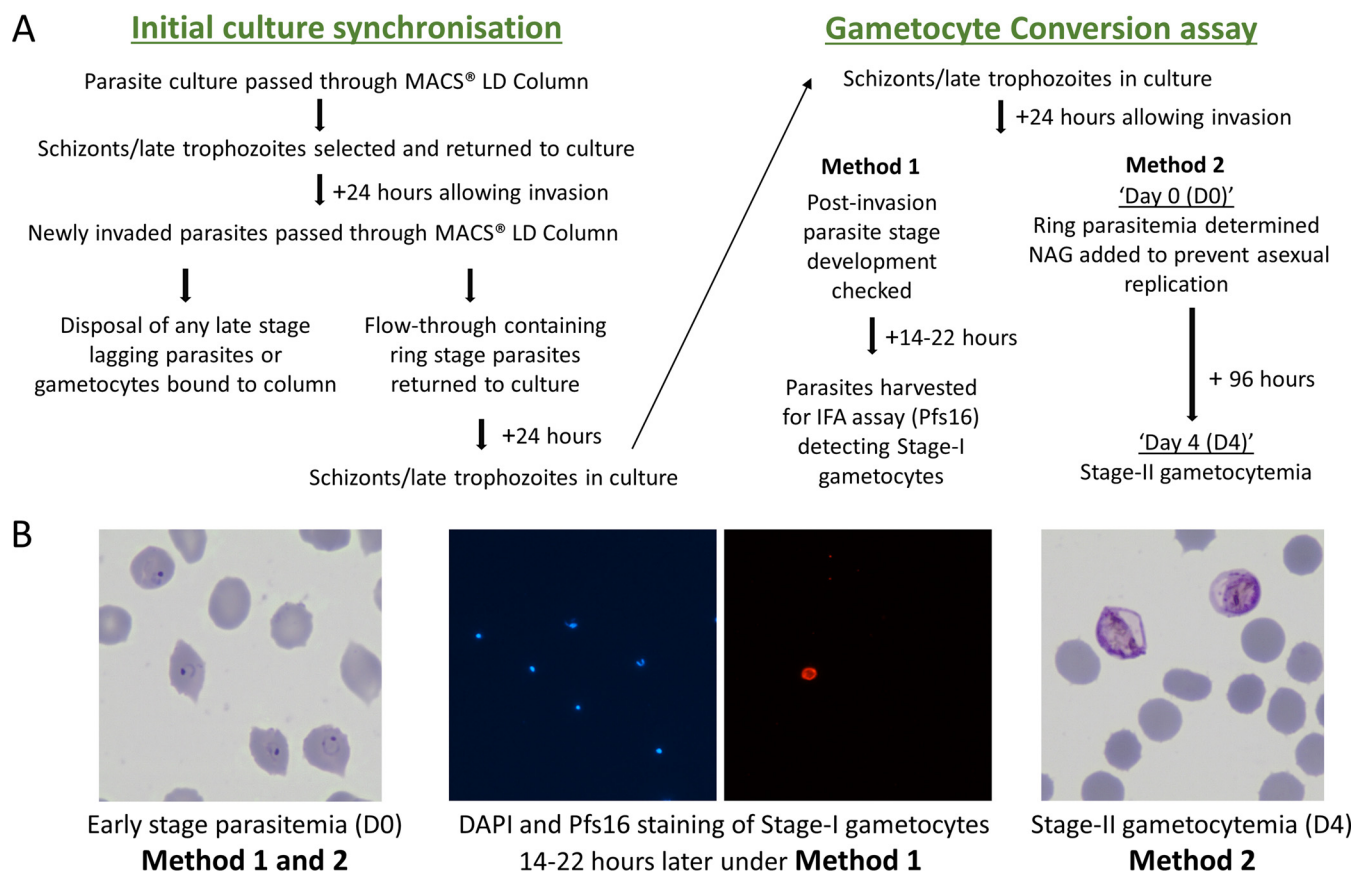 A
Initial culture synchronisation
Parasite culture passed through MACS® LD Column
Schizonts/late trophozoites selected and returned to culture
+24 hours allowing invasion
Newly invaded parasites passed through MACS® LD Column
Disposal of any late stage
lagging parasites or
gametocytes bound to column
Flow-through containing
ring stage parasites
returned to culture
+24 hours
Schizonts/late trophozoites in culture
Gametocyte Conversion assay
Schizonts/late trophozoites in culture
+24 hours allowing invasion
Method 1
Post-invasion
parasite stage
development
checked
+14-22 hours
Parasites harvested
for IFA assay (Pfs16)
detecting Stage-I
gametocytes
Method 2
‘Day 0 (D0)’
Ring parasitemia determined
NAG added to prevent asexual
replication
+ 96 hours
‘Day 4 (D4)’
Stage-II gametocytemia
B
Early stage parasitemia (D0)
Method 1 and 2
DAPI and Pfs16 staining of Stage-I gametocytes
14-22 hours later under Method 1
Stage-II gametocytemia (D4)
Method 2